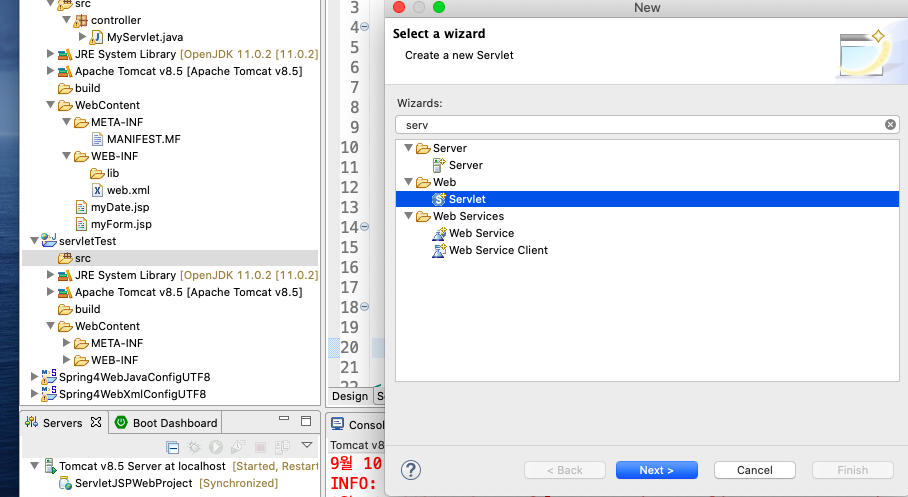 src
controller
MyServlet.java
JRE System Library [OpenJDK 11.0.2 [11.0.2]
Apache Tomcat v8.5 [Apache Tomcat v8.5]
build
WebContent
META-INF
MANIFEST.MF
WEB-INF
lib
web.xml
myDate.jsp
myForm.jsp
servletTest
src
JRE System Library [OpenJDK 11.0.2 [11.0.2]
Apache Tomcat v8.5 [Apache Tomcat v8.5]
build
WebContent
META-INF
WEB-INF
Spring4WebJavaConfigUTF8
Spring4WebXmlConfigUTF8
Servers
Boot Dashboard
Tomcat v8.5 Server at localhost [Started, Restart
ServletJSPWebProject [Synchronized]
3
4
5
6
7
8
9
10
11
12
13
14
15
16
17
18
19
20
21
22
Design
Consol
Tomcat v8
9월 10
INFO:
New
Select a wizard
Create a new Servlet
Wizards:
serv
Server
Server
Web
Servlet
Web Services
Web Service
Web Service Client
?
< Back
Next >
Cancel
Finish